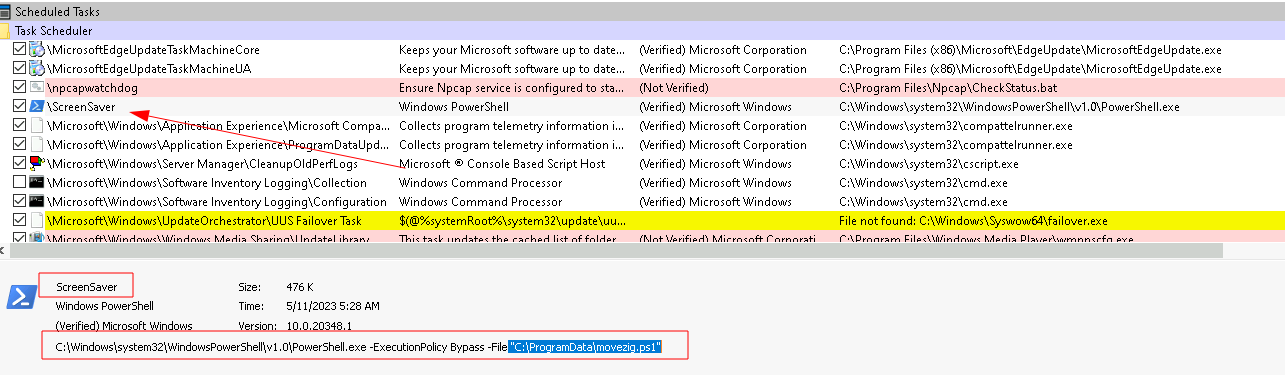 Scheduled Tasks
Task Scheduler
\MicrosoftEdgeUpdateTaskMachineCore Keeps your Microsoft software up to date... (Verified) Microsoft Corporation C:\Program Files (x86)\Microsoft\EdgeUpdate\MicrosoftEdgeUpdate.exe
\MicrosoftEdgeUpdateTaskMachineUA Keeps your Microsoft software up to date... (Verified) Microsoft Corporation C:\Program Files (x86)\Microsoft\EdgeUpdate\MicrosoftEdgeUpdate.exe
\npcapwatchdog Ensure Npcap service is configured to sta... (Not Verified) C:\Program Files\Npcap\CheckStatus.bat
\ScreenSaver Windows PowerShell (Verified) Microsoft Windows C:\Windows\system32\WindowsPowerShell\v1.0\PowerShell.exe
\Microsoft\Windows\Application Experience\Microsoft Compa... Collects program telemetry information i... (Verified) Microsoft Windows C:\Windows\system32\compattelrunner.exe
\Microsoft\Windows\Application Experience\ProgramDataUpd... Collects program telemetry information i... (Verified) Microsoft Windows C:\Windows\system32\compattelrunner.exe
\Microsoft\Windows\Server Manager\CleanupOldPerfLogs Microsoft ® Console Based Script Host (Verified) Microsoft Windows C:\Windows\system32\cscript.exe
\Microsoft\Windows\Software Inventory Logging\Collection Windows Command Processor (Verified) Microsoft Windows C:\Windows\system32\cmd.exe
\Microsoft\Windows\Software Inventory Logging\Configuration Windows Command Processor (Verified) Microsoft Windows C:\Windows\system32\cmd.exe
\Microsoft\Windows\UpdateOrchestrator\UUS Failover Task $(@%systemRoot%\system32\update\uu... File not found: C:\Windows\Syswow64\failover.exe
\Microsoft\Windows\Windows Media Sharing\UpdateLibrary This task updates the cached list of folder (Not Verified) Microsoft Corporati C:\Program Files\Windows Media Player\wmpnscfg.exe
ScreenSaver Size: 476 K
Windows PowerShell Time: 5/11/2023 5:28 AM
(Verified) Microsoft Windows Version: 10.0.20348.1
C:\Windows\system32\WindowsPowerShell\v1.0\PowerShell.exe -ExecutionPolicy Bypass -File "C:\ProgramData\movezig.ps1"